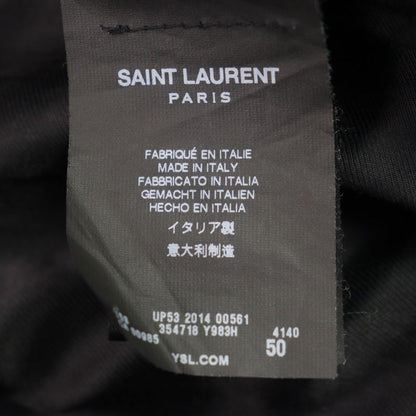 SAINT LAURENT
PARIS
FABRIQUÉ EN ITALIE
MADE IN ITALY
FABBRICATO IN ITALIA
GEMACHT IN ITALIEN
HECHO EN ITALIA
イタリア製
意大利制造
UP53 2014 00561
354718 Y983H 4140
50
YSL.COM